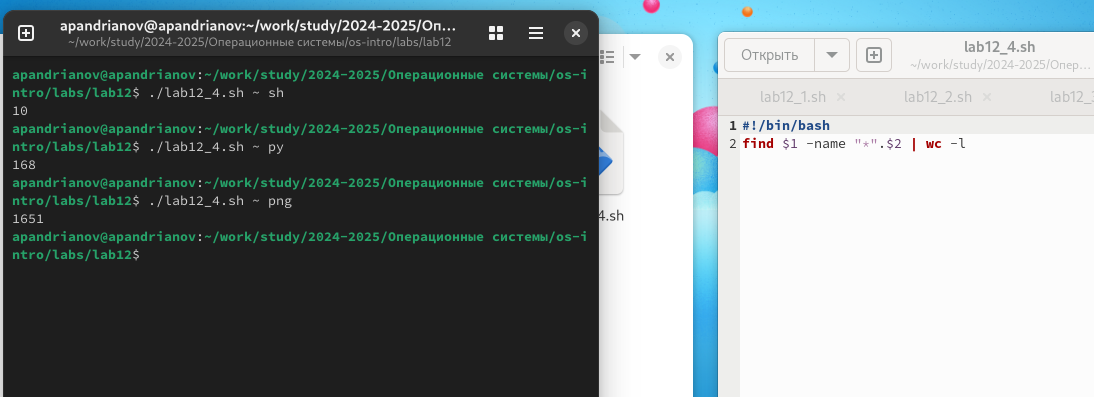 apandrianov@apandrianov:~/work/study/2024-2025/Оп…
~/work/study/2024-2025/Операционные системы/os-intro/labs/lab12
apandrianov@apandrianov:~/work/study/2024-2025/Операционные системы/os-i
ntro/labs/lab12$ ./lab12_4.sh ~ sh
10
apandrianov@apandrianov:~/work/study/2024-2025/Операционные системы/os-i
ntro/labs/lab12$ ./lab12_4.sh ~ py
168
apandrianov@apandrianov:~/work/study/2024-2025/Операционные системы/os-i
ntro/labs/lab12$ ./lab12_4.sh ~ png
1651
apandrianov@apandrianov:~/work/study/2024-2025/Операционные системы/os-i
ntro/labs/lab12$
4.sh
Открыть
lab12_4.sh
~/work/study/2024-2025/Опер…
lab12_1.sh
lab12_2.sh
lab12_3
1 #!/bin/bash
2 find $1 -name "*".$2 | wc -l